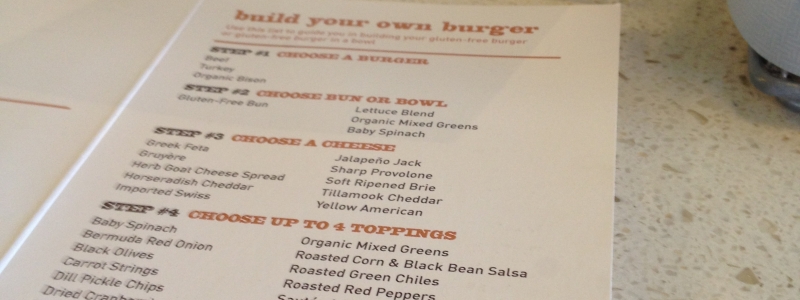 build your own burger
Use this list to guide you in building your gluten-free burger
or gluten-free burger in a bowl
STEP #1 CHOOSE A BURGER
Beef
Turkey
Organic Bison
STEP #2 CHOOSE BUN OR BOWL
Gluten-Free Bun
Lettuce Blend
Organic Mixed Greens
Baby Spinach
STEP #3 CHOOSE A CHEESE
Greek Feta
Gruyère
Herb Goat Cheese Spread
Horseradish Cheddar
Imported Swiss
Jalapeño Jack
Sharp Provolone
Soft Ripened Brie
Tillamook Cheddar
Yellow American
STEP #4 CHOOSE UP TO 4 TOPPINGS
Baby Spinach
Bermuda Red Onion
Black Olives
Carrot Strings
Dill Pickle Chips
Dried
Organic Mixed Greens
Roasted Corn & Black Bean Salsa
Roasted Green Chiles
Roasted Red Peppers